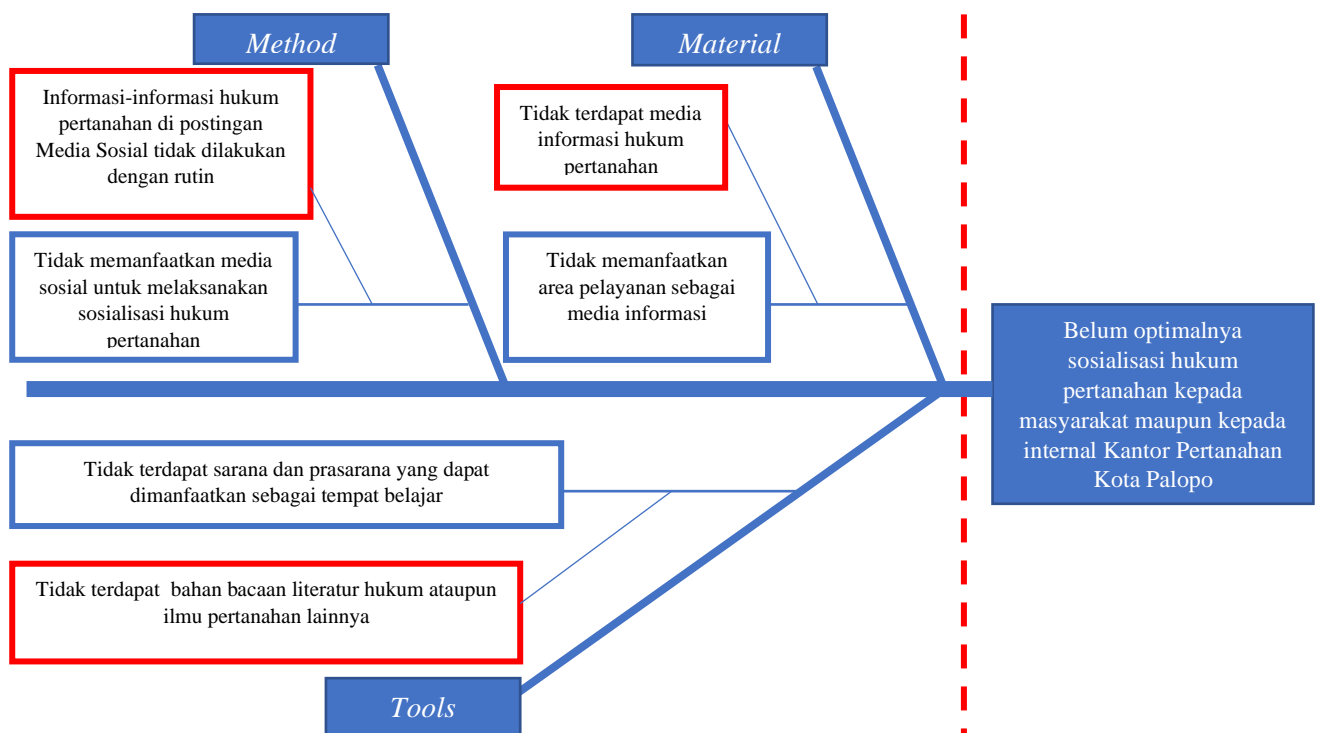 Method
Material
Informasi-informasi hukum
pertanahan di postingan
Media Sosial tidak dilakukan
dengan rutin
Tidak terdapat media
informasi hukum
pertanahan
Tidak memanfaatkan media
sosial untuk melaksanakan
sosialisasi hukum
pertanahan
Tidak memanfaatkan
area pelayanan sebagai
media informasi
Belum optimalnya
sosialisasi hukum
pertanahan kepada
masyarakat maupun kepada
internal Kantor Pertanahan
Kota Palopo
Tidak terdapat sarana dan prasarana yang dapat
dimanfaatkan sebagai tempat belajar
Tidak terdapat bahan bacaan literatur hukum ataupun
ilmu pertanahan lainnya
Tools